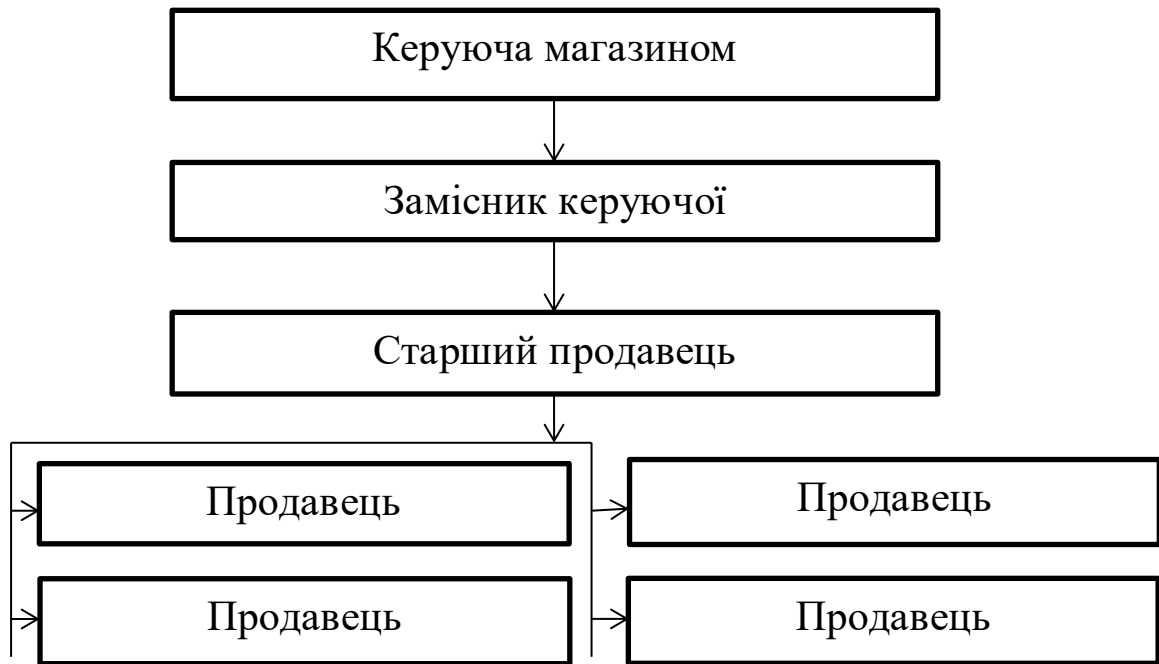 Керуюча магазином
Замісник керуючої
Старший продавець
Продавець
Продавець
Продавець
Продавець